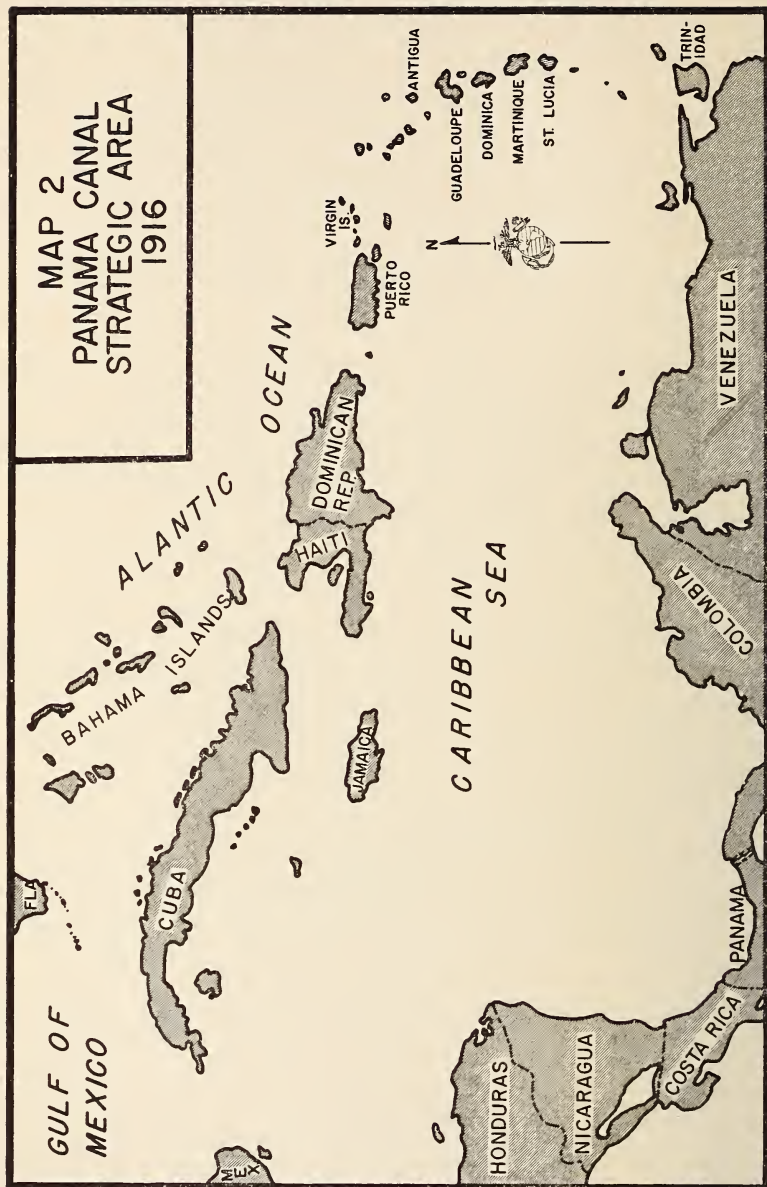 MAP 2
PANAMA CANAL
STRATEGIC AREA
1916
GULF OF
MEXICO
FLA
BAHAMA
ISLANDS
ALANTIC
OCEAN
CUBA
MEX
JAMAICA
HAITI
DOMINICAN
REP.
PUERTO
RICO
VIRGIN
IS.
ANTIGUA
GUADELOUPE
DOMINICA
MARTINIQUE
ST. LUCIA
TRIN-
IDAD
N
CARIBBEAN
SEA
HONDURAS
NICARAGUA
COSTA RICA
PANAMA
COLOMBIA
VENEZUELA